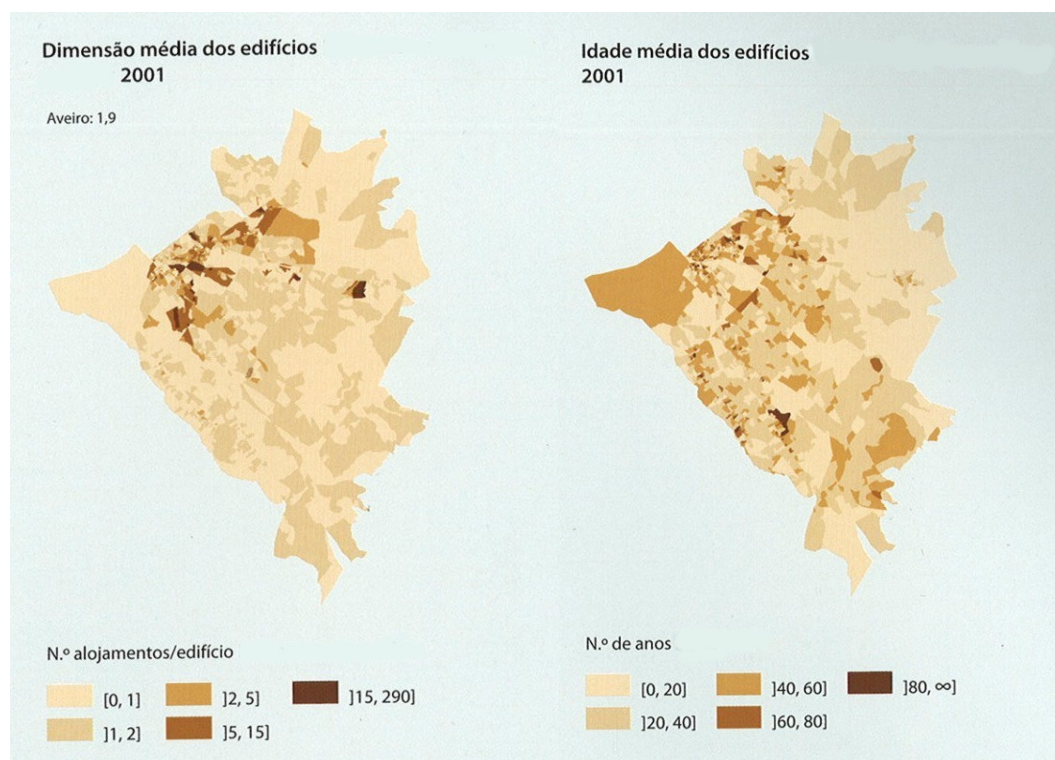 Dimensão média dos edifícios
2001
Aveiro: 1,9
N.º alojamentos/edifício
[0, 1]
]2, 5]
]15, 290]
]1, 2]
]5, 15]
Idade média dos edifícios
2001
N.º de anos
[0, 20]
]40, 60]
]80, ∞]
]20, 40]
]60, 80]